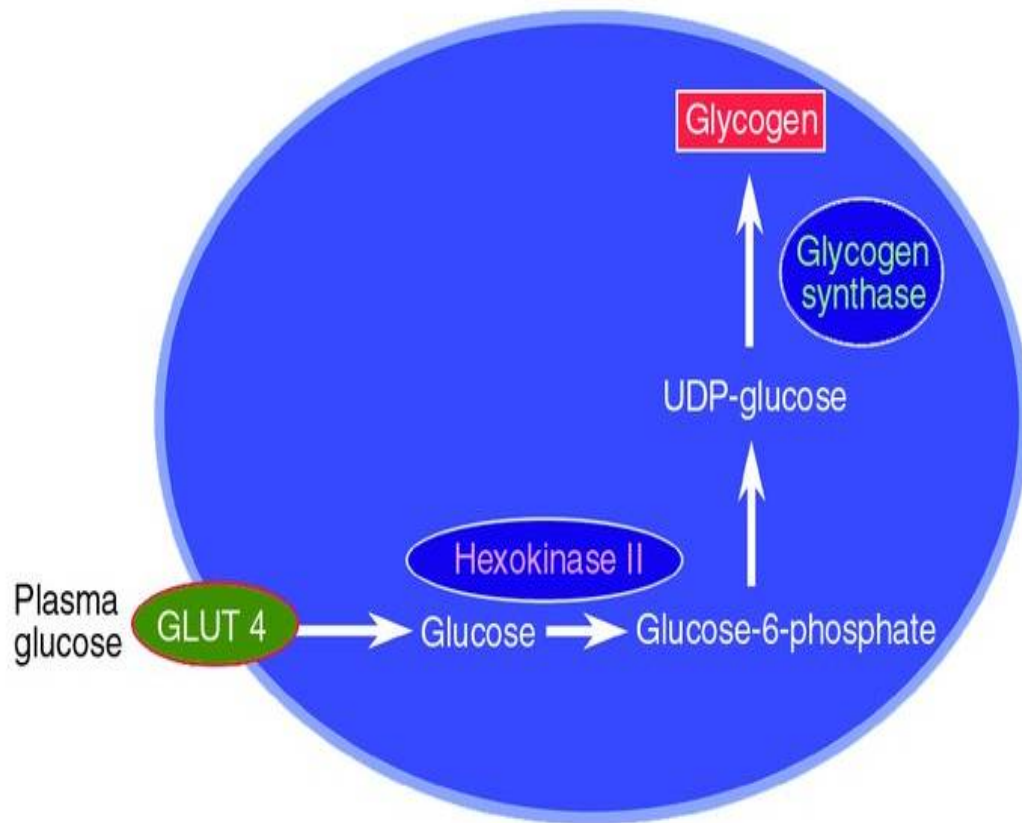 Glycogen
Glycogen
synthase
UDP-glucose
Hexokinase II
Plasma
glucose
GLUT 4
Glucose
Glucose-6-phosphate